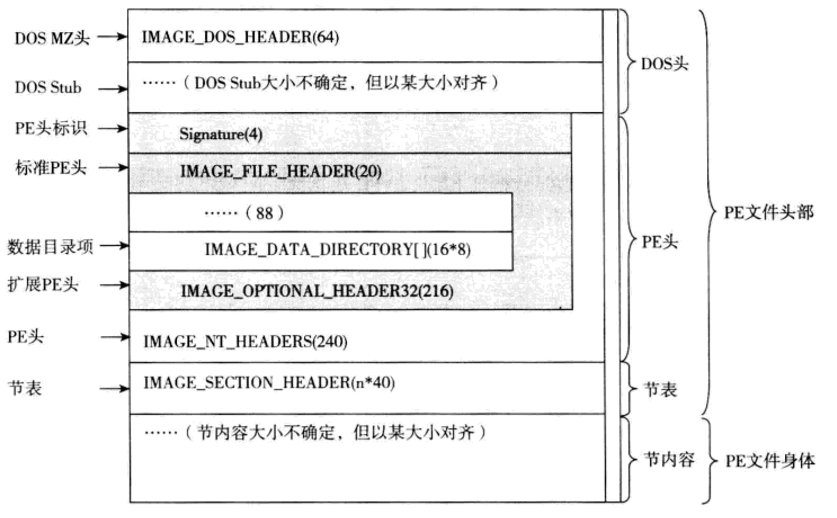 DOS MZ头
IMAGE_DOS_HEADER(64)
DOS头
DOS Stub
……（DOS Stub大小不确定，但以某大小对齐）
PE头标识
Signature(4)
标准PE头
IMAGE_FILE_HEADER(20)
……（88）
PE文件头部
PE头
数据目录项
IMAGE_DATA_DIRECTORY[ ](16*8)
扩展PE头
IMAGE_OPTIONAL_HEADER32(216)
PE头
IMAGE_NT_HEADERS(240)
节表
IMAGE_SECTION_HEADER(n*40)
节表
……（节内容大小不确定，但以某大小对齐）
节内容
PE文件身体